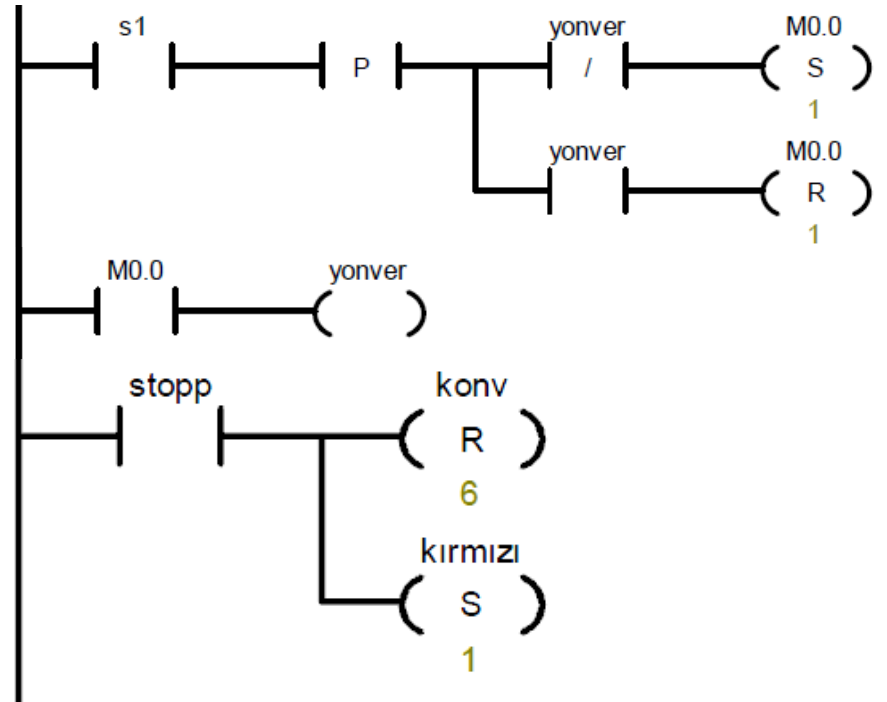 s1 yonver M0.0
P / S
1
yonver M0.0
R
1
M0.0 yonver
stopp konv
R
6
kırmızı
S
1